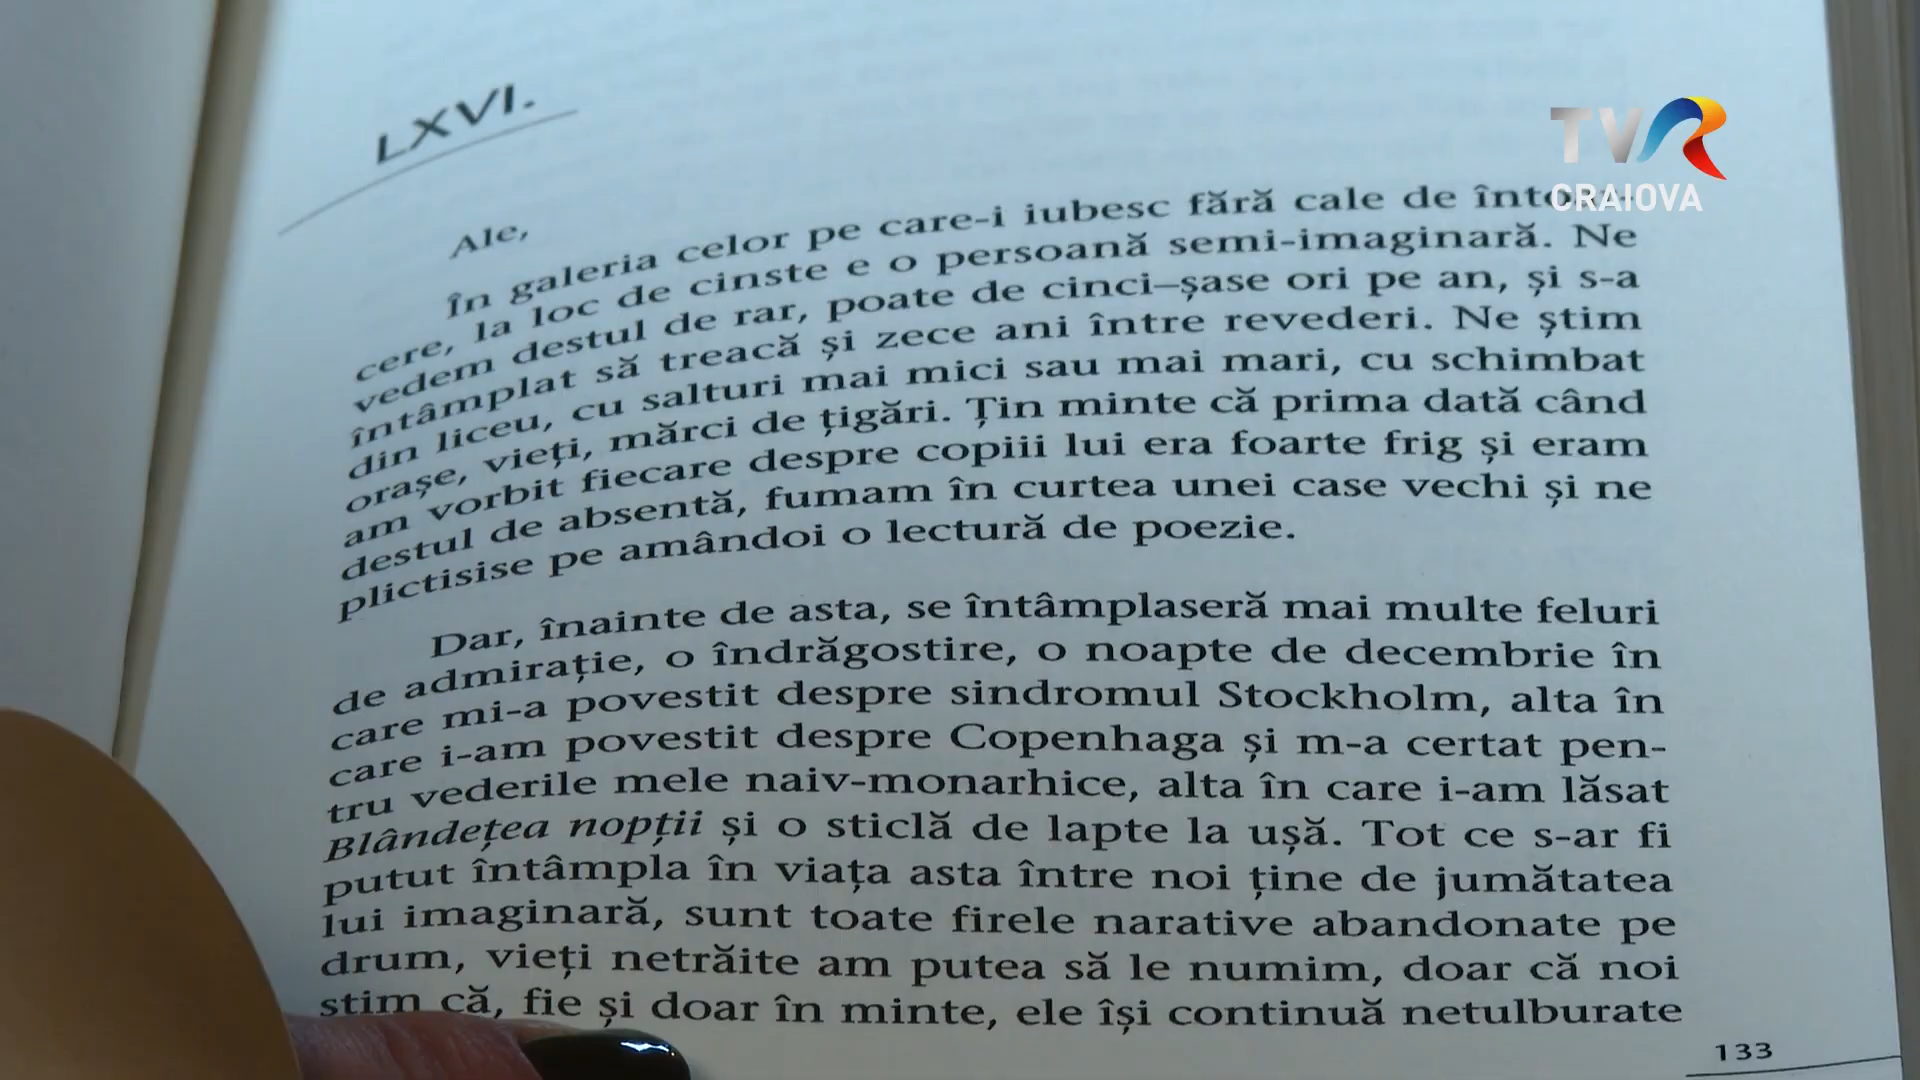 LXVI.
TVR
CRAIOVA
Ale,
În galeria celor pe care-i iubesc fără cale de
cere, la loc de cinste e o persoană semi-imaginară. Ne
vedem destul de rar, poate de cinci–șase ori pe an, și s-a
întâmplat să treacă și zece ani între revederi. Ne știm
din liceu, cu salturi mai mici sau mai mari, cu schimbat
orașe, vieți, mărci de țigări. Țin minte că prima dată când
am vorbit fiecare despre copiii lui era foarte frig și eram
destul de absentă, fumam în curtea unei case vechi și ne
plictisise pe amândoi o lectură de poezie.
Dar, înainte de asta, se întâmplaseră mai multe feluri
de admirație, o îndrăgostire, o noapte de decembrie în
care mi-a povestit despre sindromul Stockholm, alta în
care i-am povestit despre Copenhaga și m-a certat pen-
tru vederile mele naiv-monarhice, alta în care i-am lăsat
Blândețea nopții și o sticlă de lapte la ușă. Tot ce s-ar fi
putut întâmpla în viața asta între noi ține de jumătatea
lui imaginară, sunt toate firele narative abandonate pe
drum, vieți netrăite am putea să le numim, doar că noi
știm că, fie și doar în minte, ele își continuă netulburate
133